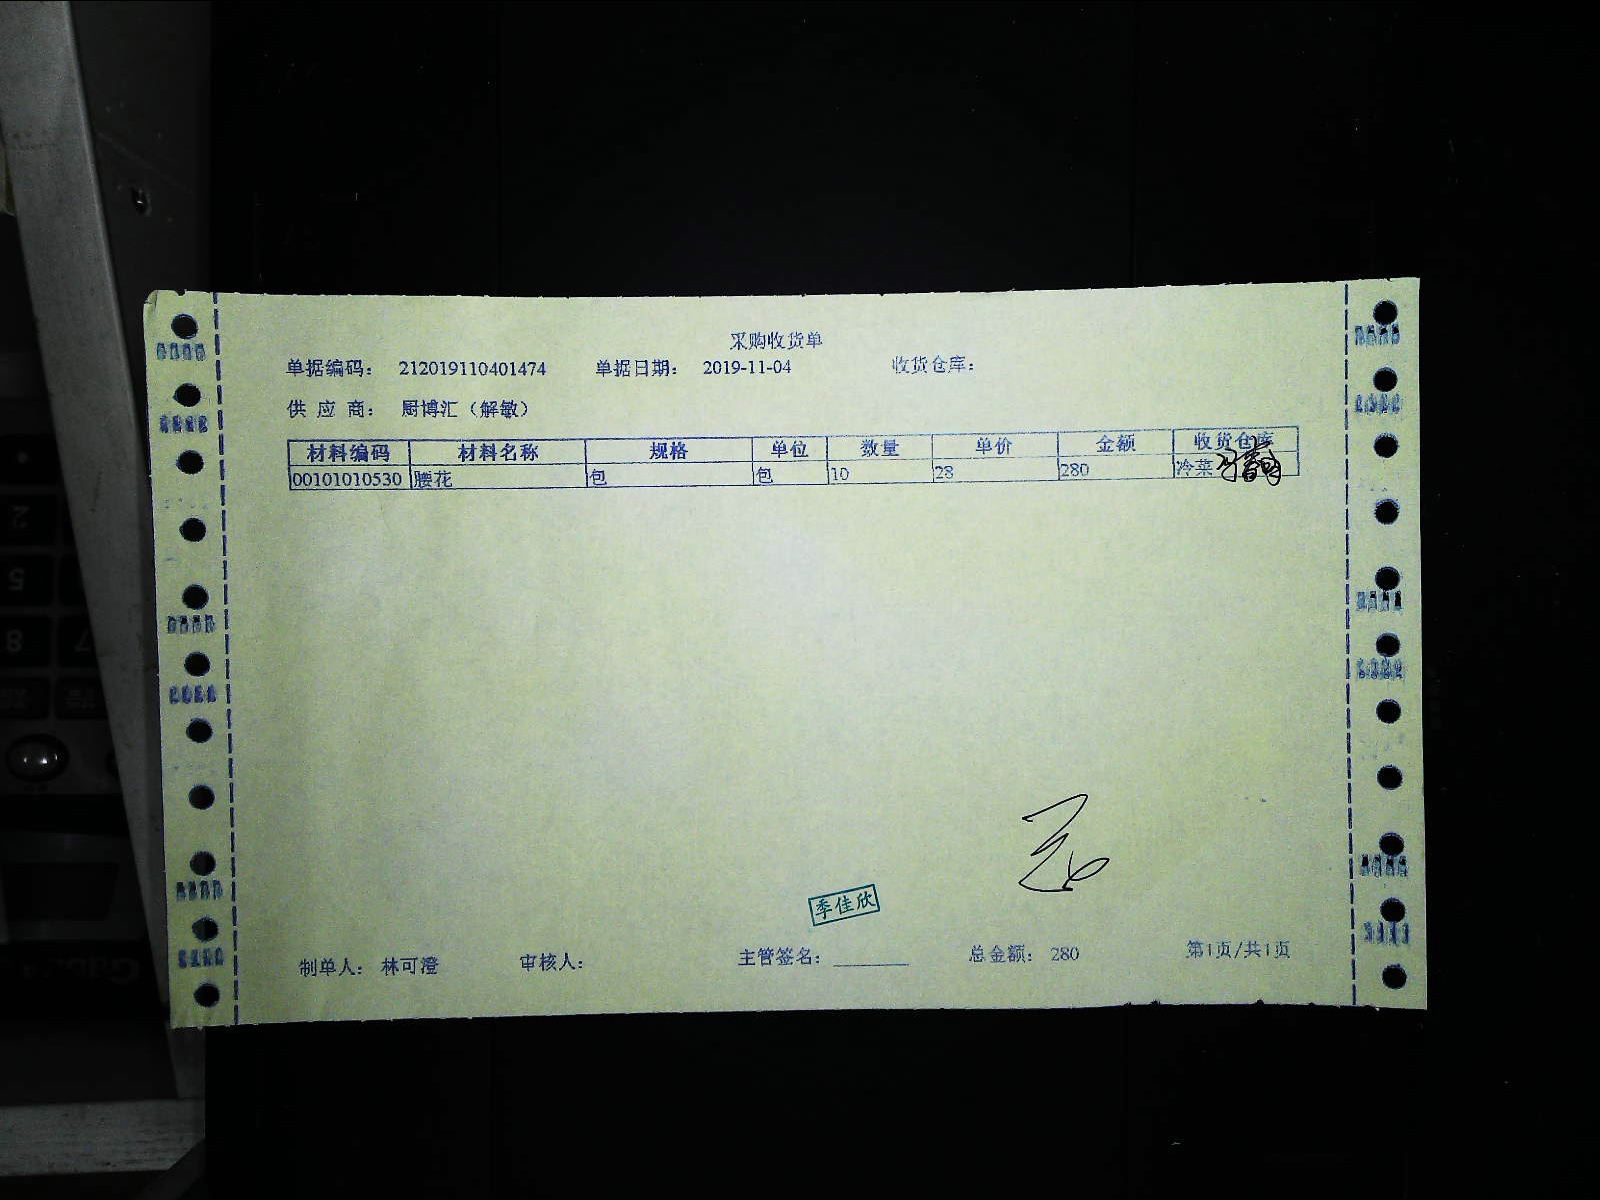 采购收货单
单据编码： 212019110401474 单据日期： 2019-11-04 收货仓库：
供 应 商： 厨博汇（解敏）
材料编码 材料名称 规格 单位 数量 单价 金额 收货仓库
00101010530 腰花 包 包 10 28 280 冷菜
季佳欣
制单人： 林可澄 审核人： 主管签名： 总金额： 280 第1页/共1页